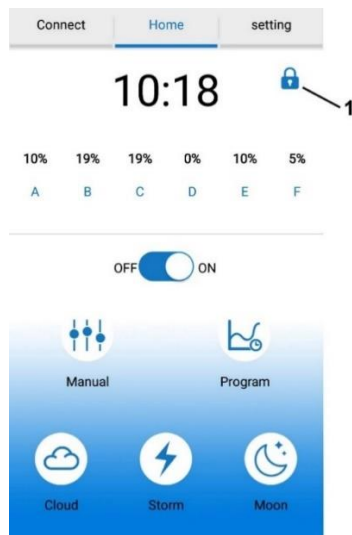 Connect Home setting
10:18
1
10% 19% 19% 0% 10% 5%
A B C D E F
OFF ON
Manual Program
Cloud Storm Moon